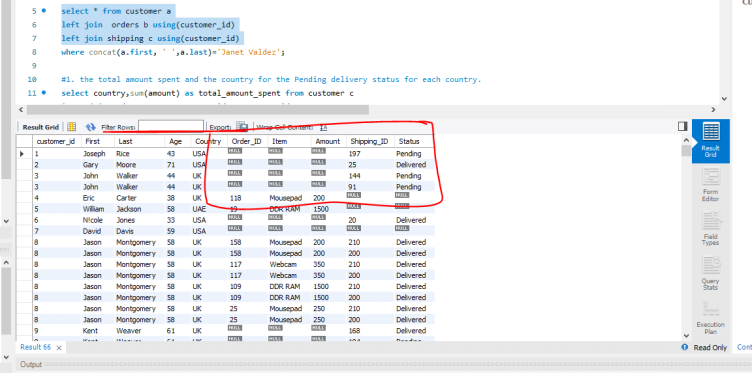 5 select * from customer a
6 left join orders b using(customer_id)
7 left join shipping c using(customer_id)
8 where concat(a.first, ' ',a.last)='Janet Valdez';
9
10 #1. the total amount spent and the country for the Pending delivery status for each country.
11 select country,sum(amount) as total_amount_spent from customer c
Result Grid Filter Rows: Export: Wrap Cell Content: IA
customer_id First Last Age Country Order_ID Item Amount Shipping_ID Status
1 Joseph Rice 43 USA NULL NULL NULL 197 Pending
2 Gary Moore 71 USA NULL NULL NULL 25 Delivered
3 John Walker 44 UK NULL NULL NULL 144 Pending
3 John Walker 44 UK NULL NULL NULL 91 Pending
4 Eric Carter 38 UK 118 Mousepad 200 NULL NULL
5 William Jackson 58 UAE 19 DDR RAM 1500 NULL NULL
6 Nicole Jones 33 USA NULL NULL NULL 20 Delivered
7 David Davis 59 USA NULL NULL NULL NULL NULL
8 Jason Montgomery 58 UK 158 Mousepad 200 210 Delivered
8 Jason Montgomery 58 UK 158 Mousepad 200 200 Delivered
8 Jason Montgomery 58 UK 117 Webcam 350 210 Delivered
8 Jason Montgomery 58 UK 117 Webcam 350 200 Delivered
8 Jason Montgomery 58 UK 109 DDR RAM 1500 210 Delivered
8 Jason Montgomery 58 UK 109 DDR RAM 1500 200 Delivered
8 Jason Montgomery 58 UK 25 Mousepad 250 210 Delivered
8 Jason Montgomery 58 UK 25 Mousepad 250 200 Delivered
9 Kent Weaver 61 UK NULL NULL NULL 168 Delivered
Result
Grid
Form
Editor
Field
Types
Query
Stats
Execution
Plan
Result 66 Read Only Cont
Output